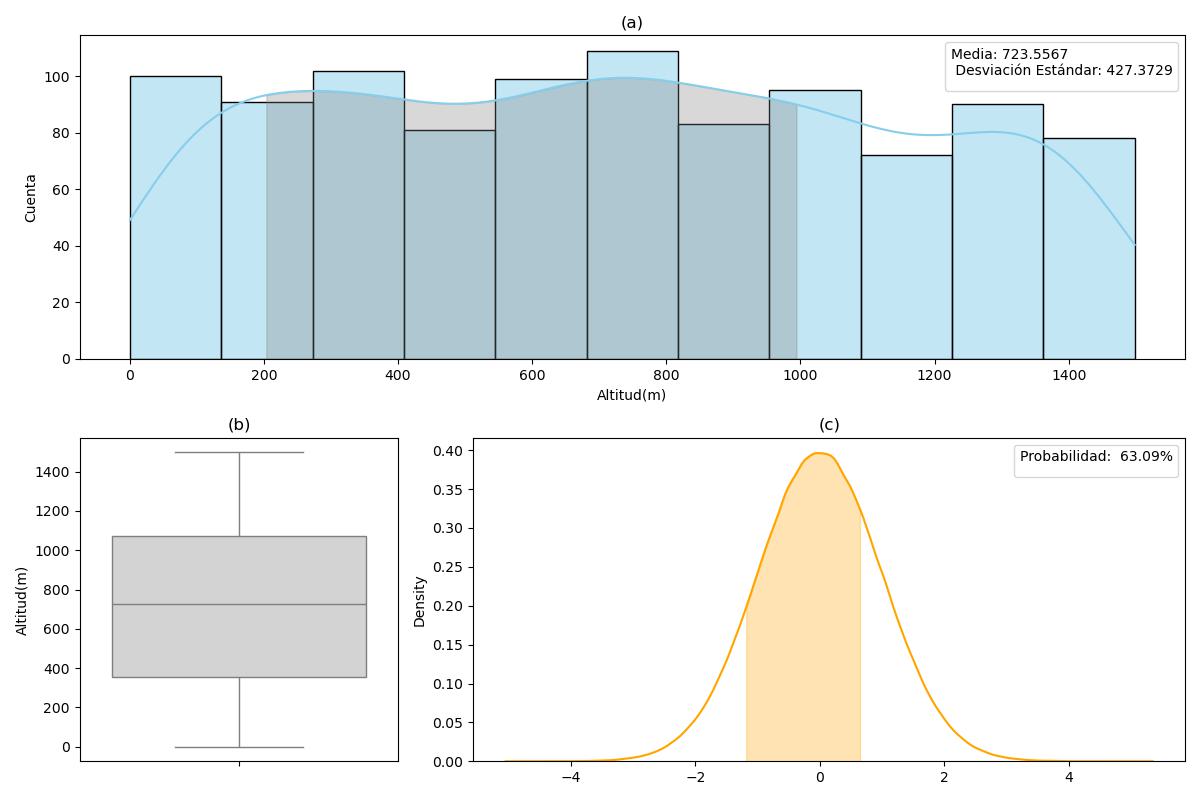 (a)
Media: 723.5567
Desviación Estándar: 427.3729
Cuenta
100
80
60
40
20
0
0 200 400 600 800 1000 1200 1400
Altitud(m)
(b)
Altitud(m)
1400
1200
1000
800
600
400
200
0
(c)
Probabilidad: 63.09%
Density
0.40
0.35
0.30
0.25
0.20
0.15
0.10
0.05
0.00
−4 −2 0 2 4